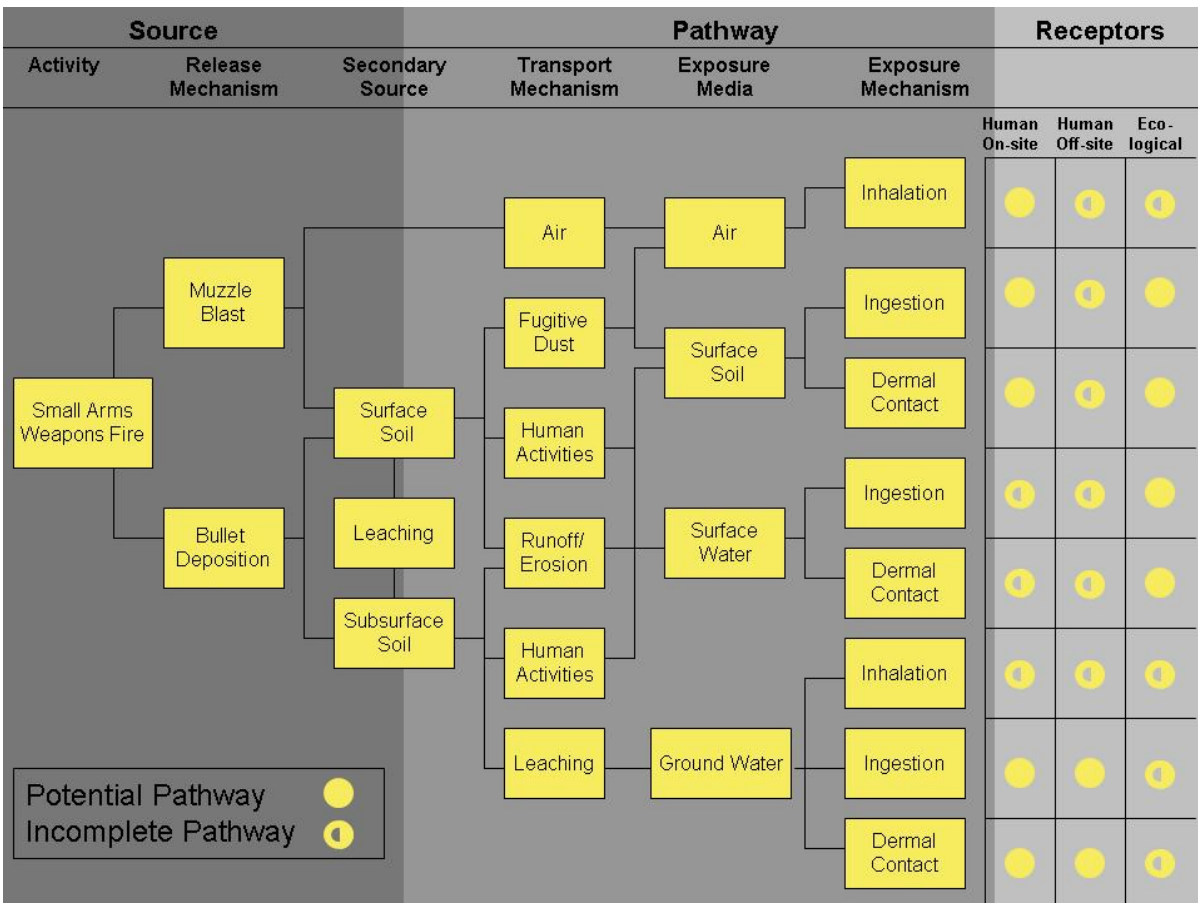 Source
Pathway
Receptors
Activity
Release
Mechanism
Secondary
Source
Transport
Mechanism
Exposure
Media
Exposure
Mechanism
Human
On-site
Human
Off-site
Eco-
logical
Small Arms
Weapons Fire
Muzzle
Blast
Bullet
Deposition
Surface
Soil
Leaching
Subsurface
Soil
Air
Fugitive
Dust
Human
Activities
Runoff/
Erosion
Human
Activities
Leaching
Air
Surface
Soil
Surface
Water
Ground Water
Inhalation
Ingestion
Dermal
Contact
Ingestion
Dermal
Contact
Inhalation
Ingestion
Dermal
Contact
Potential Pathway
Incomplete Pathway